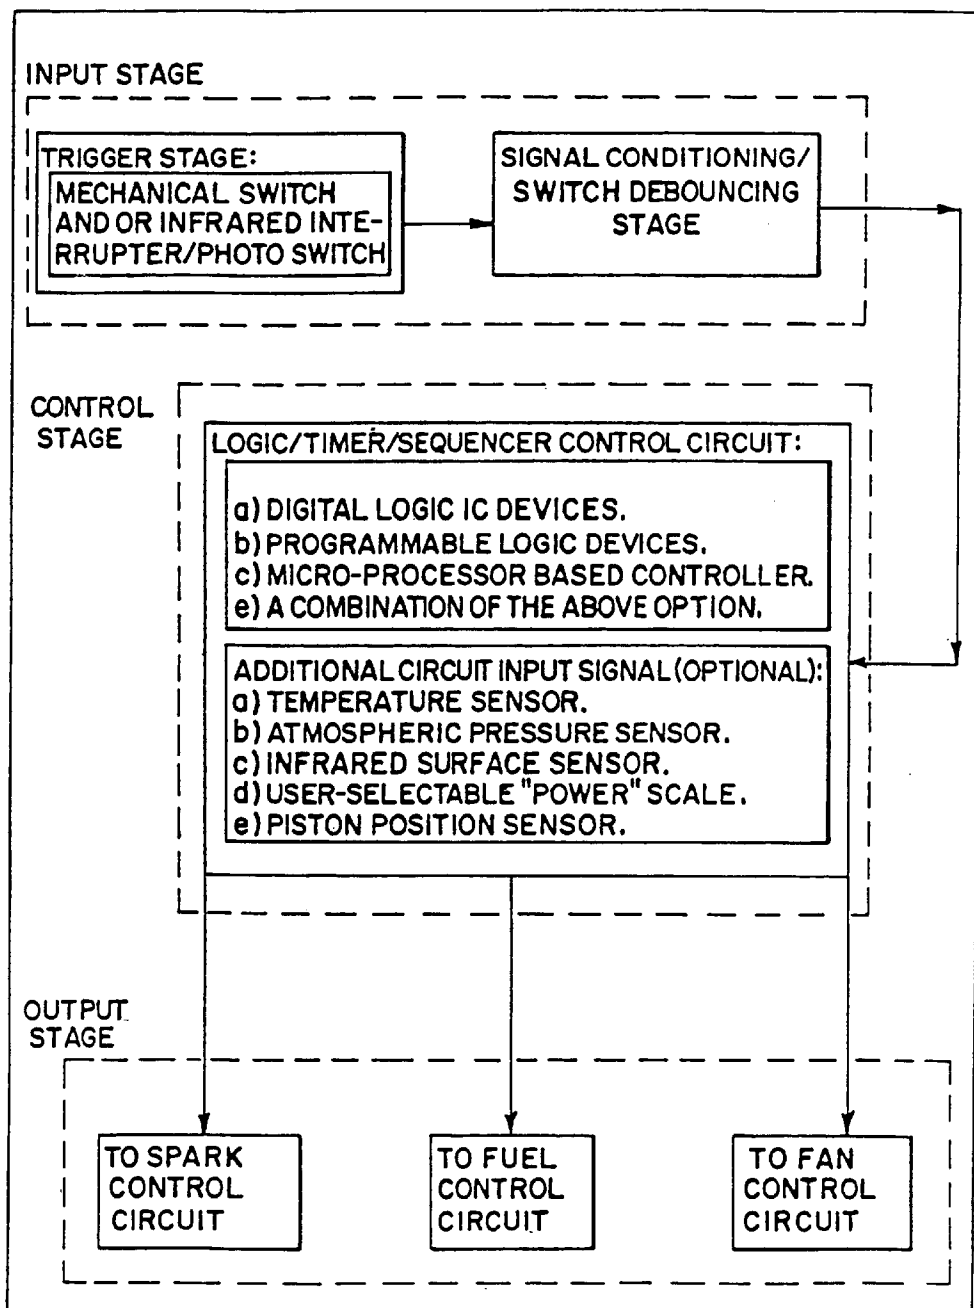 INPUT STAGE
TRIGGER STAGE:
MECHANICAL SWITCH
AND OR INFRARED INTE-
RRUPTER/PHOTO SWITCH
SIGNAL CONDITIONING/
SWITCH DEBOUNCING
STAGE
CONTROL
STAGE
LOGIC/TIMER/SEQUENCER CONTROL CIRCUIT:
a) DIGITAL LOGIC IC DEVICES.
b) PROGRAMMABLE LOGIC DEVICES.
c) MICRO-PROCESSOR BASED CONTROLLER.
e) A COMBINATION OF THE ABOVE OPTION.
ADDITIONAL CIRCUIT INPUT SIGNAL (OPTIONAL):
a) TEMPERATURE SENSOR.
b) ATMOSPHERIC PRESSURE SENSOR.
c) INFRARED SURFACE SENSOR.
d) USER-SELECTABLE "POWER" SCALE.
e) PISTON POSITION SENSOR.
OUTPUT
STAGE
TO SPARK
CONTROL
CIRCUIT
TO FUEL
CONTROL
CIRCUIT
TO FAN
CONTROL
CIRCUIT